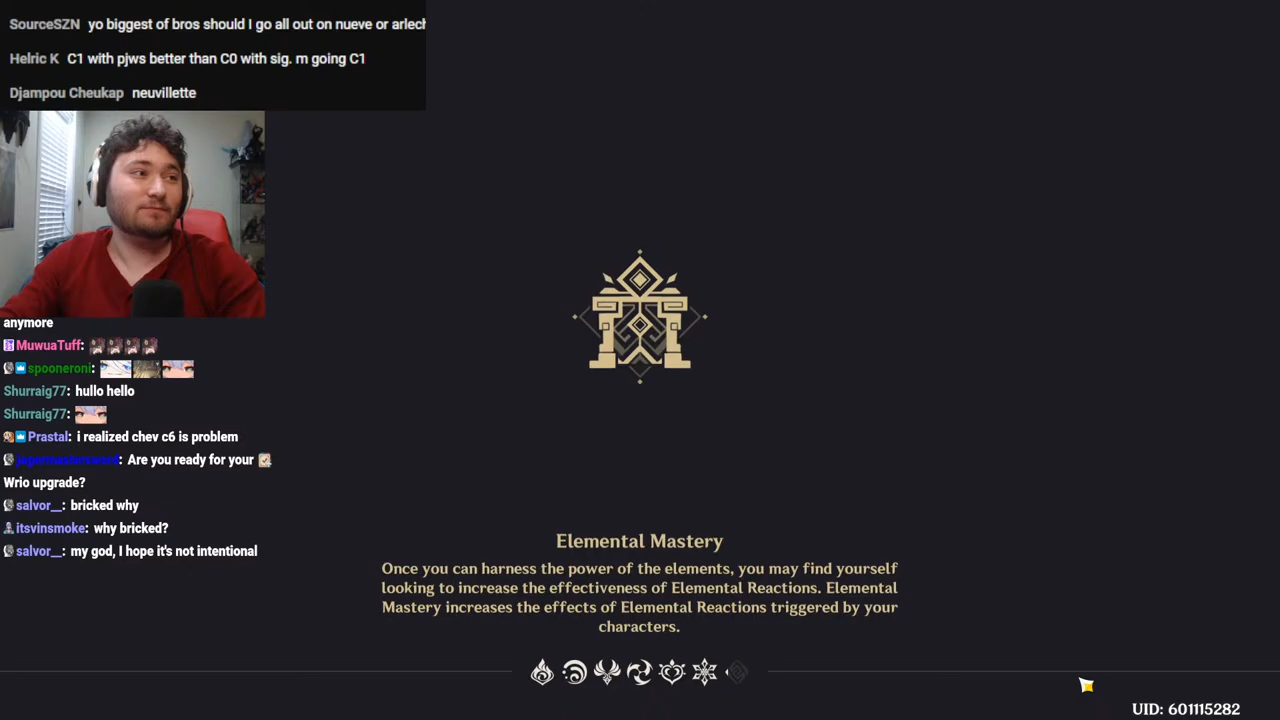 SourceSZN yo biggest of bros should I go all out on nueve or arlech
Helric K C1 with pjws better than C0 with sig. m going C1
Djampou Cheukap neuvillette
anymore
MuwuaTuff:
spooneroni:
Shurraig77: hullo hello
Shurraig77:
Prastal: i realized chev c6 is problem
Are you ready for your
Wrio upgrade?
salvor__: bricked why
itsvinsmoke: why bricked?
salvor__: my god, I hope it's not intentional
Elemental Mastery
Once you can harness the power of the elements, you may find yourself
looking to increase the effectiveness of Elemental Reactions. Elemental
Mastery increases the effects of Elemental Reactions triggered by your
characters.
UID: 601115282